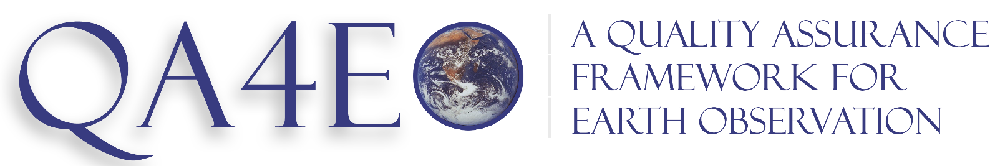 QA4EO
A QUALITY ASSURANCE
FRAMEWORK FOR
EARTH OBSERVATION